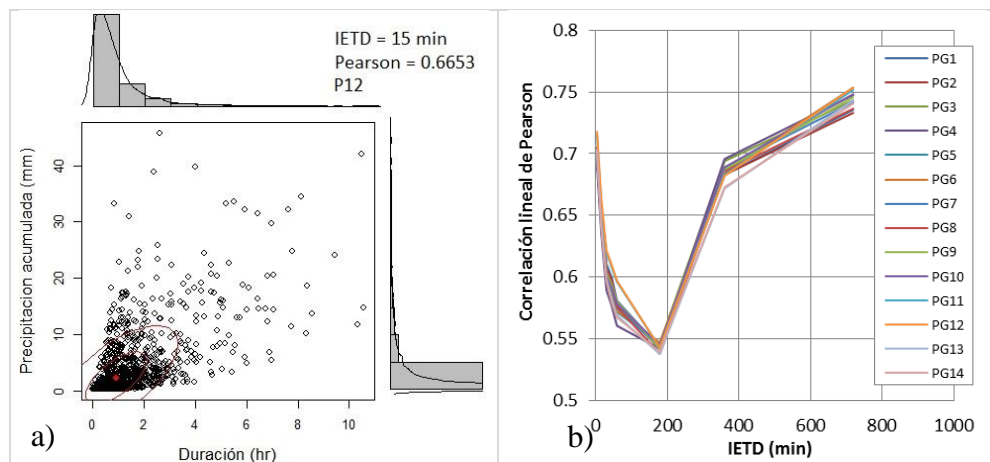 IETD = 15 min
Pearson = 0.6653
P12
Precipitacion acumulada (mm)
40
30
20
10
0
0 2 4 6 8 10
Duración (hr)
a)
Correlación lineal de Pearson
0.8
0.75
0.7
0.65
0.6
0.55
0.5
0 200 400 600 800 1000
IETD (min)
b)
PG1
PG2
PG3
PG4
PG5
PG6
PG7
PG8
PG9
PG10
PG11
PG12
PG13
PG14